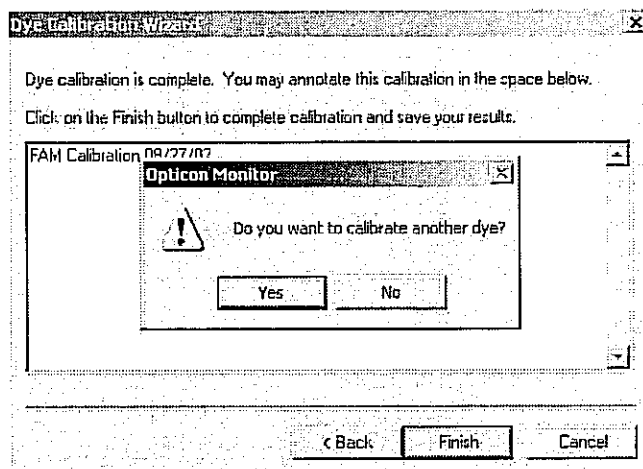 Dye Calibration Wizard
Dye calibration is complete. You may annotate this calibration in the space below.
Click on the Finish button to complete calibration and save your results.
FAM Calibration 09/27/02
Opticon Monitor
Do you want to calibrate another dye?
Yes No
< Back Finish Cancel